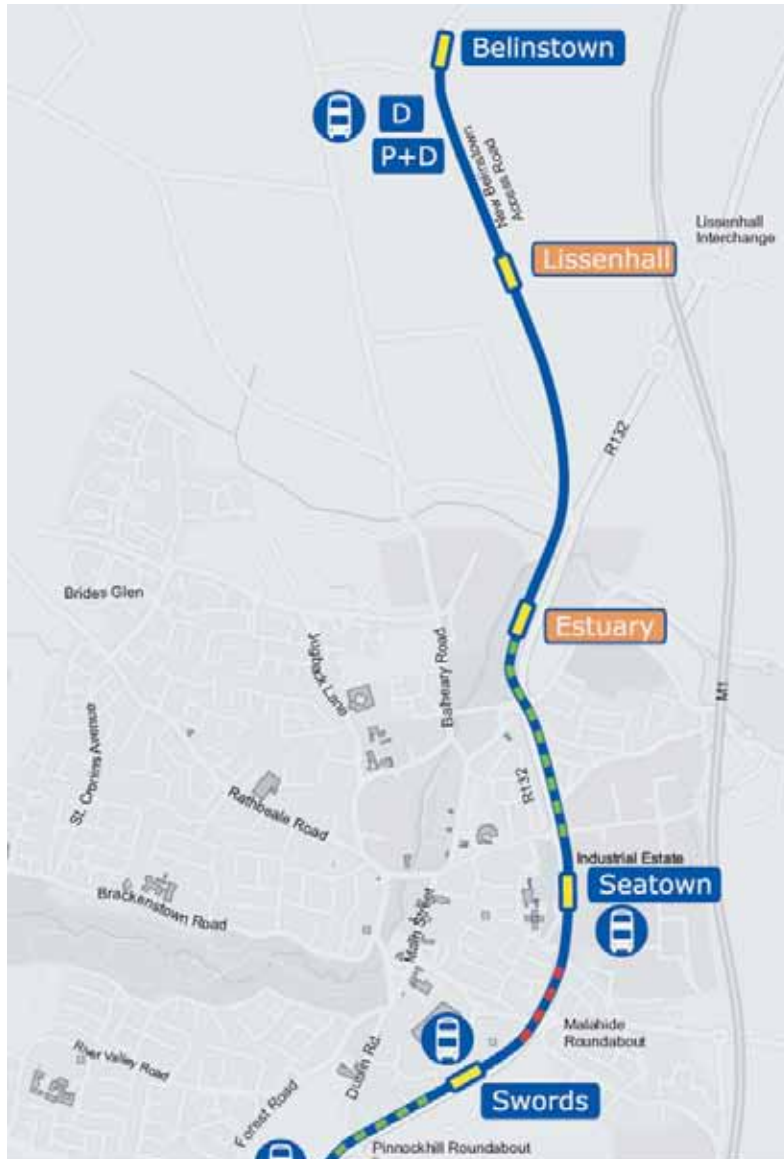 Belinstown
D
P+D
New Belinstown
Access Road
Lissenhall
Interchange
Lissenhall
R132
Estuary
Brides Glen
Jugback Lane
Balheary Road
M1
St. Cronins Avenue
R132
Rathbeale Road
Industrial Estate
Seatown
Brackenstown Road
Main Street
Malahide
Roundabout
River Valley Road
Dublin Rd.
Forest Road
Swords
Pinnockhill Roundabout